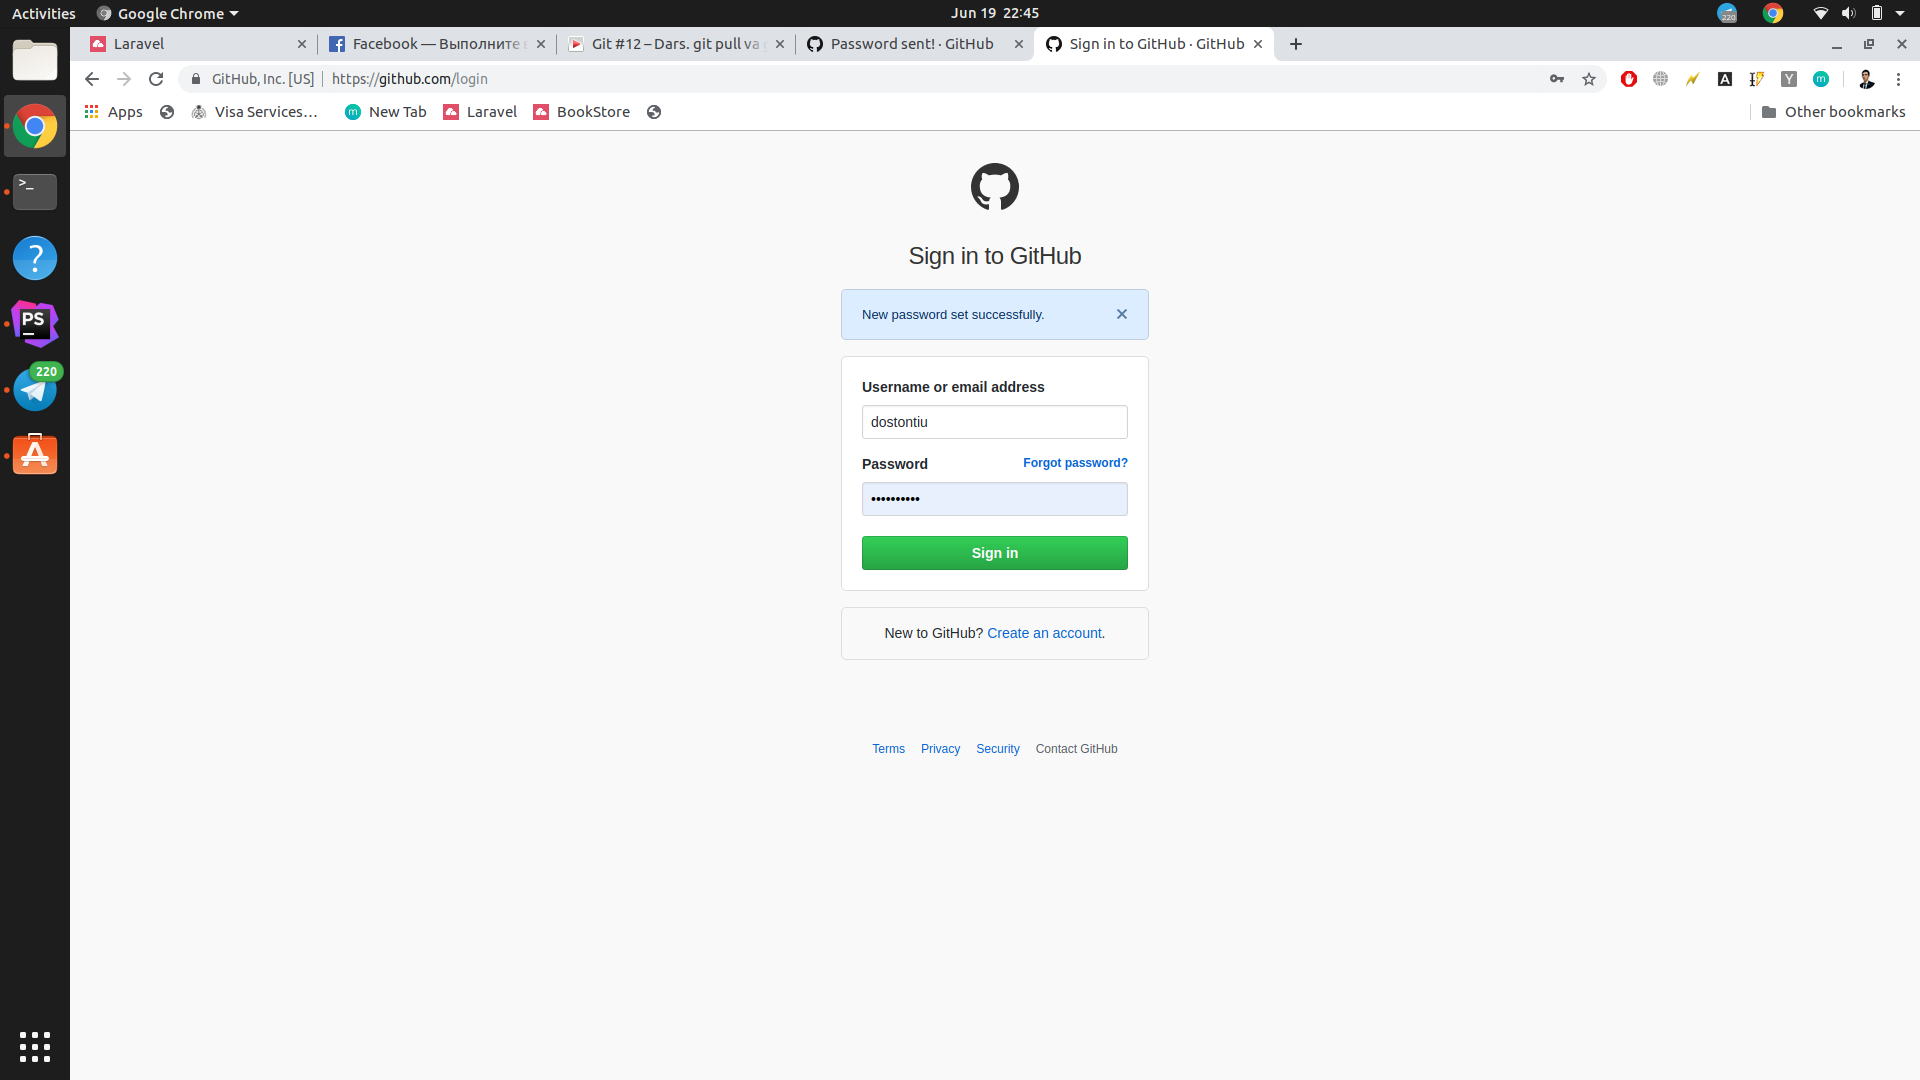 Activities Google Chrome Jun 19 22:45 220
Laravel Facebook — Выполните Git #12 – Dars. git pull va Password sent! · GitHub Sign in to GitHub · GitHub
GitHub, Inc. [US] https://github.com/login
Apps Visa Services… New Tab Laravel BookStore Other bookmarks
>_
?
PS
220
Sign in to GitHub
New password set successfully.
Username or email address
dostontiu
Password Forgot password?
Sign in
New to GitHub? Create an account.
Terms Privacy Security Contact GitHub